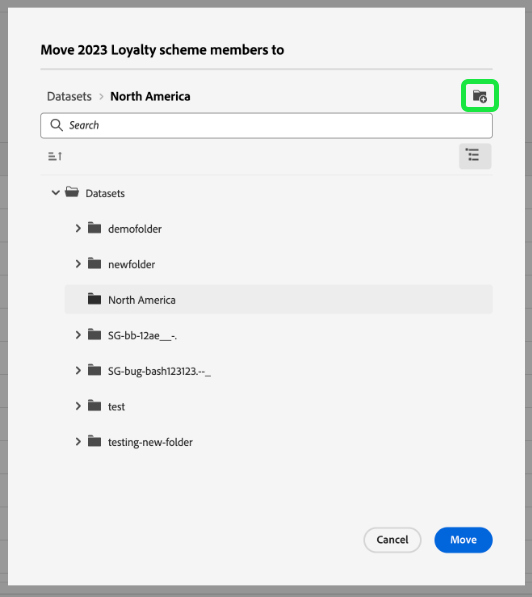 Move 2023 Loyalty scheme members to
Datasets > North America
Search
Datasets
demofolder
newfolder
North America
SG-bb-12ae__-.
SG-bug-bash123123.--_
test
testing-new-folder
Cancel Move